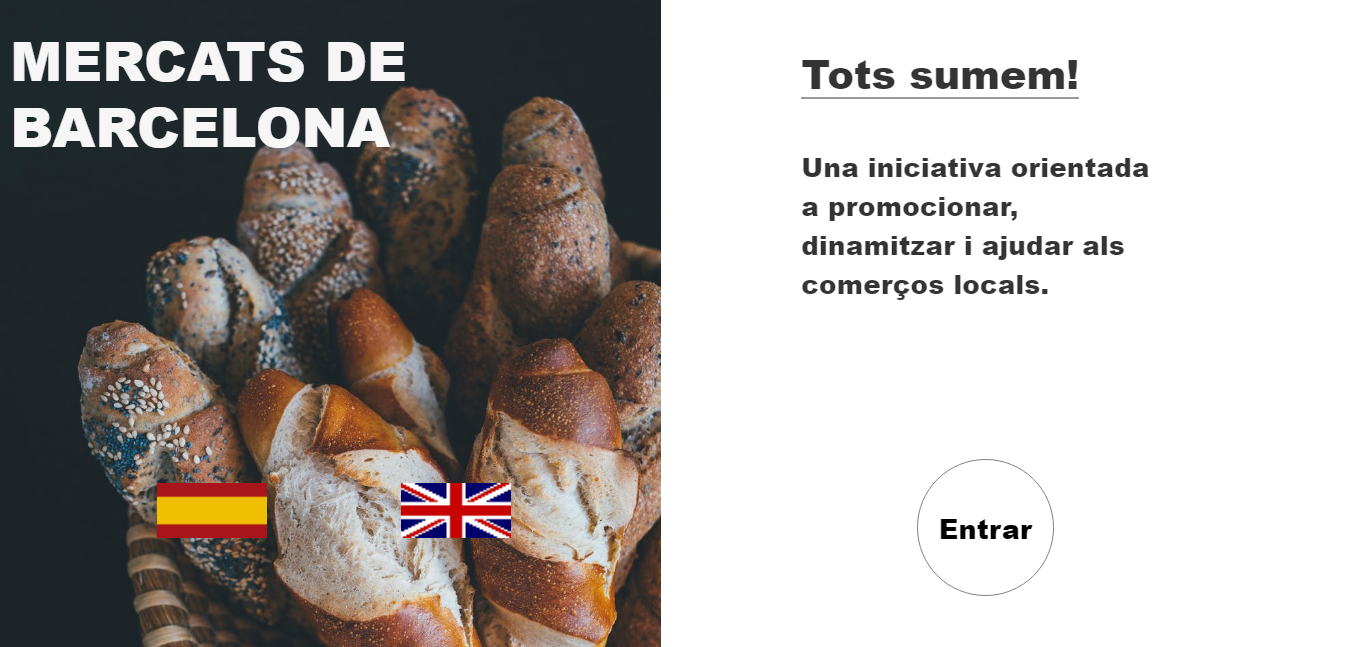 MERCATS DE
BARCELONA
Tots sumem!
Una iniciativa orientada
a promocionar,
dinamitzar i ajudar als
comerços locals.
Entrar